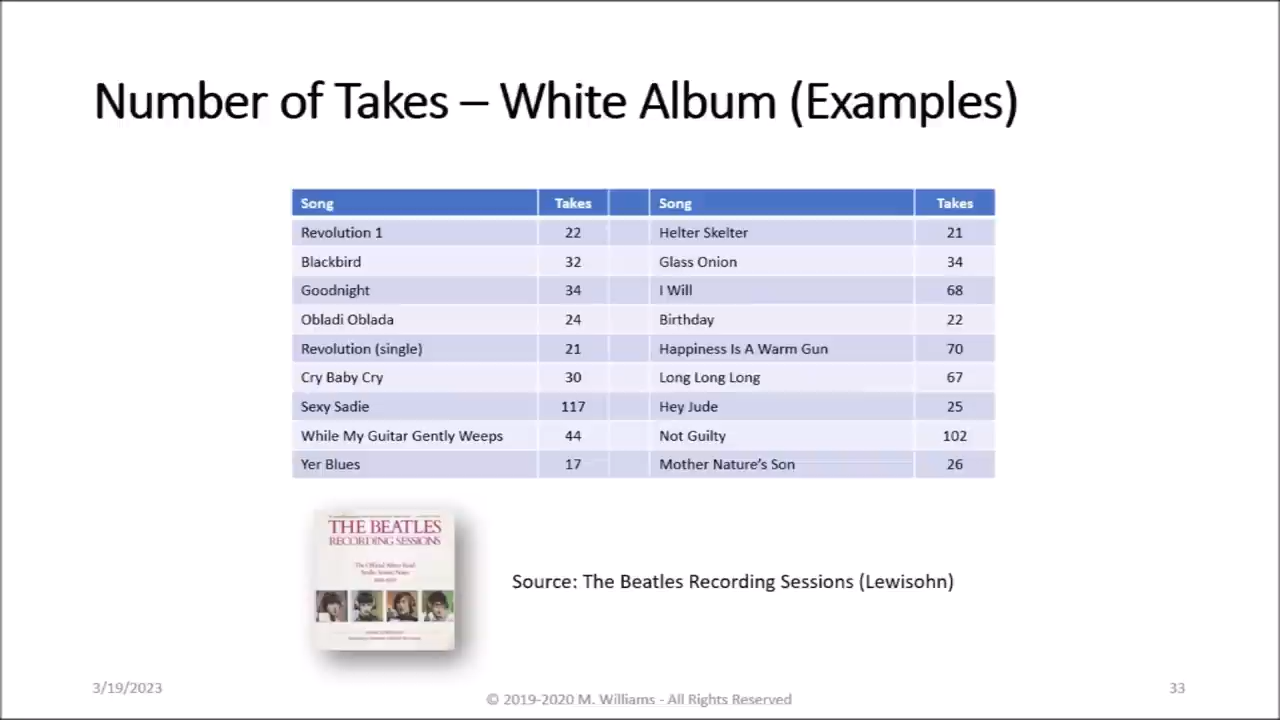 Number of Takes – White Album (Examples)
Song Takes Song Takes
Revolution 1 22 Helter Skelter 21
Blackbird 32 Glass Onion 34
Goodnight 34 I Will 68
Obladi Oblada 24 Birthday 22
Revolution (single) 21 Happiness Is A Warm Gun 70
Cry Baby Cry 30 Long Long Long 67
Sexy Sadie 117 Hey Jude 25
While My Guitar Gently Weeps 44 Not Guilty 102
Yer Blues 17 Mother Nature's Son 26
THE BEATLES
RECORDING SESSIONS
Source: The Beatles Recording Sessions (Lewisohn)
3/19/2023
© 2019-2020 M. Williams - All Rights Reserved
33